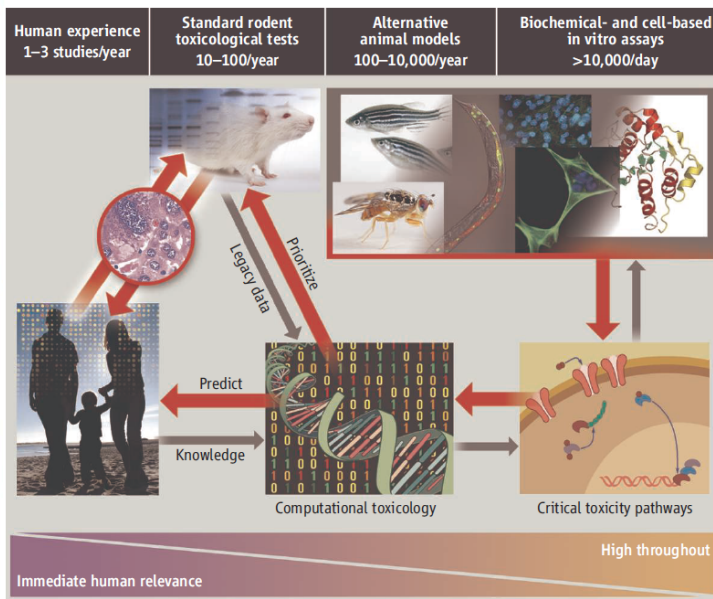 Human experience
1–3 studies/year
Standard rodent
toxicological tests
10–100/year
Alternative
animal models
100–10,000/year
Biochemical- and cell-based
in vitro assays
>10,000/day
Legacy data
Prioritize
Predict
Knowledge
Computational toxicology
Critical toxicity pathways
High throughout
Immediate human relevance